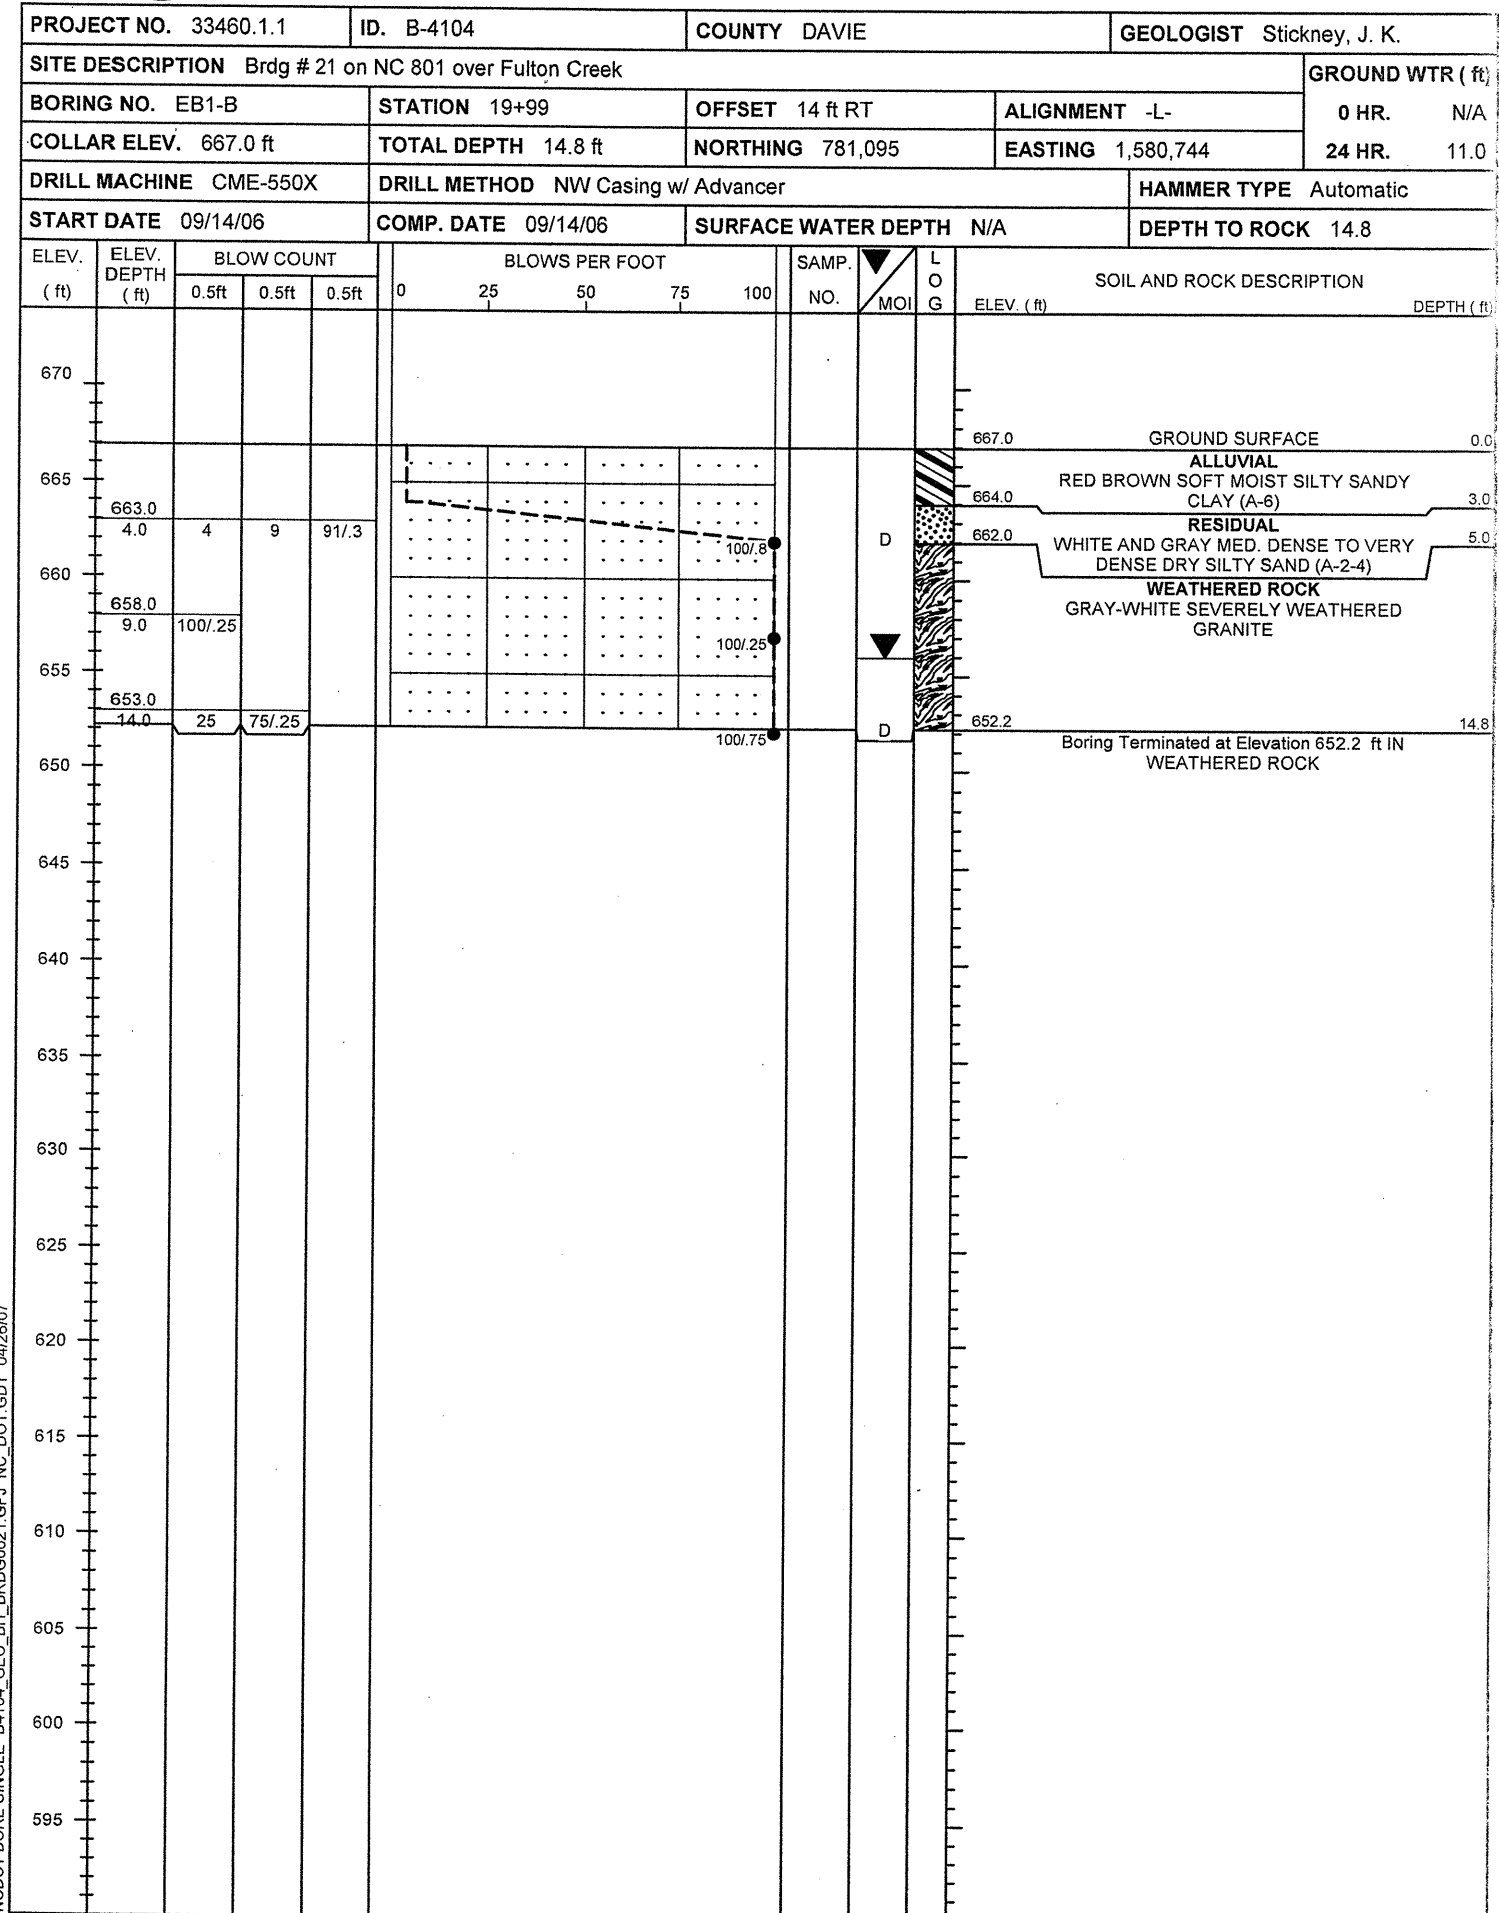 PROJECT NO. 33460.1.1 ID. B-4104 COUNTY DAVIE GEOLOGIST Stickney, J. K.
SITE DESCRIPTION Brdg # 21 on NC 801 over Fulton Creek GROUND WTR ( ft)
BORING NO. EB1-B STATION 19+99 OFFSET 14 ft RT ALIGNMENT -L- 0 HR. N/A
COLLAR ELEV. 667.0 ft TOTAL DEPTH 14.8 ft NORTHING 781,095 EASTING 1,580,744 24 HR. 11.0
DRILL MACHINE CME-550X DRILL METHOD NW Casing w/ Advancer HAMMER TYPE Automatic
START DATE 09/14/06 COMP. DATE 09/14/06 SURFACE WATER DEPTH N/A DEPTH TO ROCK 14.8
ELEV. ELEV. BLOW COUNT BLOWS PER FOOT SAMP. L
DEPTH O SOIL AND ROCK DESCRIPTION
( ft) ( ft) 0.5ft 0.5ft 0.5ft 0 25 50 75 100 NO. MOI G ELEV. ( ft) DEPTH ( ft)
670
667.0 GROUND SURFACE 0.0
ALLUVIAL
665 RED BROWN SOFT MOIST SILTY SANDY
663.0 664.0 CLAY (A-6) 3.0
4.0 4 9 91/.3 RESIDUAL
100/.8 D 662.0 WHITE AND GRAY MED. DENSE TO VERY 5.0
DENSE DRY SILTY SAND (A-2-4)
660 WEATHERED ROCK
658.0 GRAY-WHITE SEVERELY WEATHERED
9.0 100/.25 GRANITE
100/.25
655
653.0
14.0 25 75/.25 D 652.2 14.8
100/.75 Boring Terminated at Elevation 652.2 ft IN
650 WEATHERED ROCK
645
640
635
630
625
620
615
610
605
600
595
NC_DOT.GDT 04/26/07